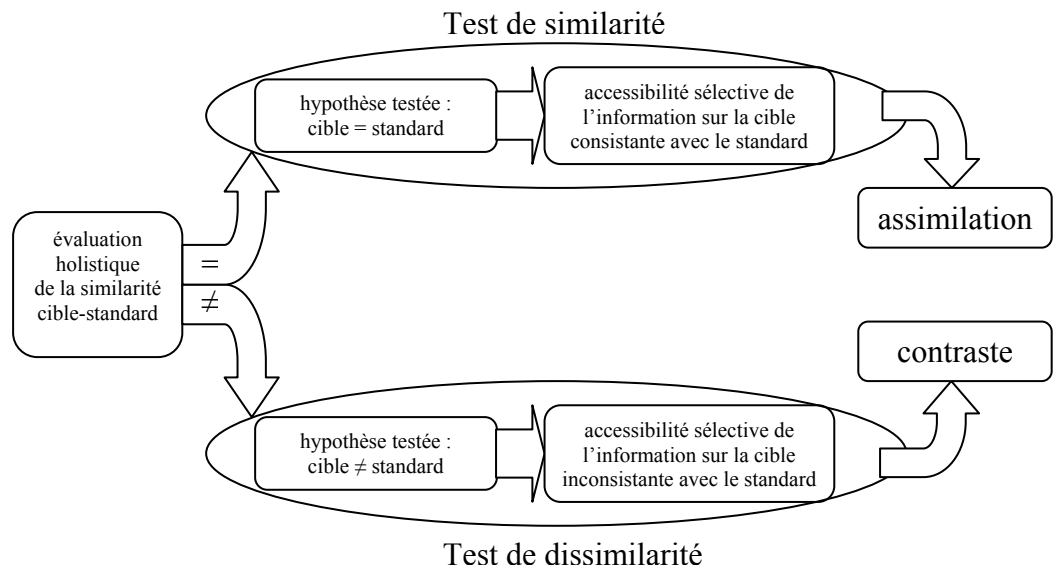 Test de similarité
hypothèse testée :
cible = standard
accessibilité sélective de
l’information sur la cible
consistante avec le standard
assimilation
évaluation
holistique
de la similarité
cible-standard
=
≠
contraste
hypothèse testée :
cible ≠ standard
accessibilité sélective de
l’information sur la cible
inconsistante avec le standard
Test de dissimilarité